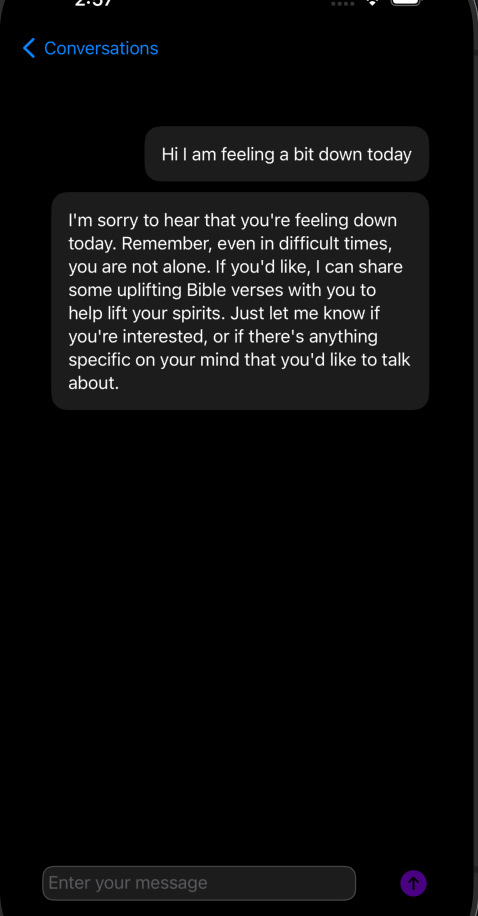 2:57
Conversations
Hi I am feeling a bit down today
I'm sorry to hear that you're feeling down
today. Remember, even in difficult times,
you are not alone. If you'd like, I can share
some uplifting Bible verses with you to
help lift your spirits. Just let me know if
you're interested, or if there's anything
specific on your mind that you'd like to talk
about.
Enter your message